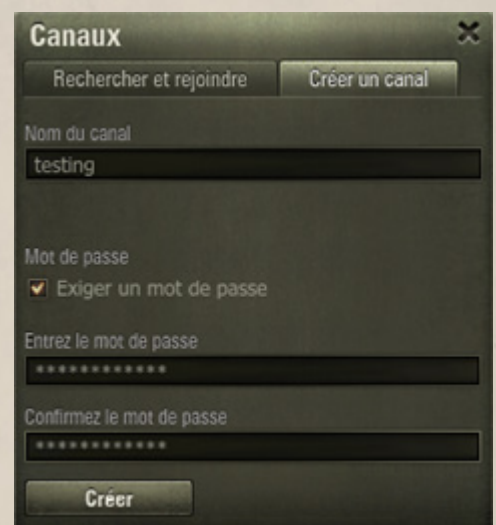 Canaux
Rechercher et rejoindre
Créer un canal
Nom du canal
testing
Mot de passe
Exiger un mot de passe
Entrez le mot de passe
************
Confirmez le mot de passe
************
Créer